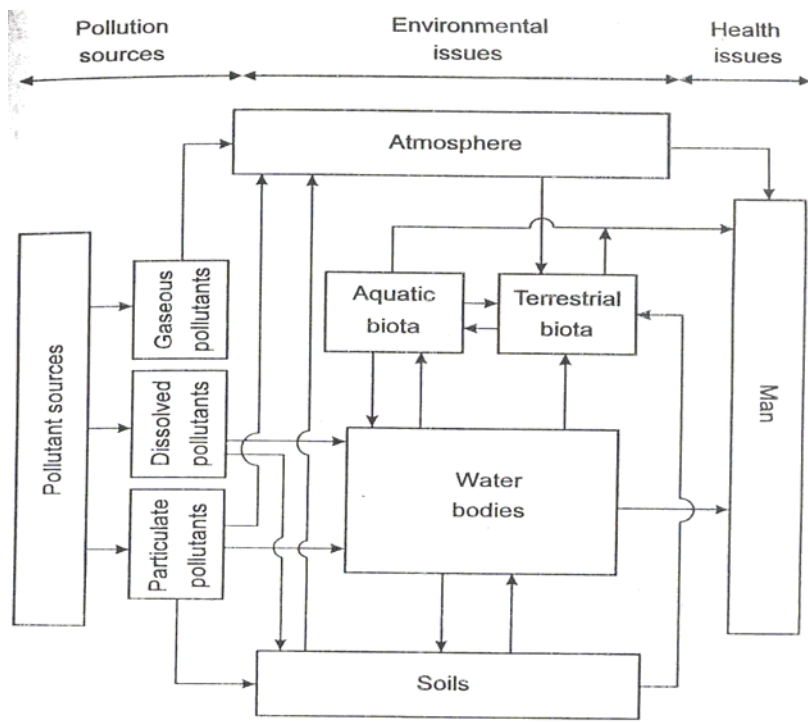 Pollution
sources
Environmental
issues
Health
issues
Atmosphere
Pollutant sources
Gaseous
pollutants
Dissolved
pollutants
Particulate
pollutants
Aquatic
biota
Terrestrial
biota
Water
bodies
Soils
Man